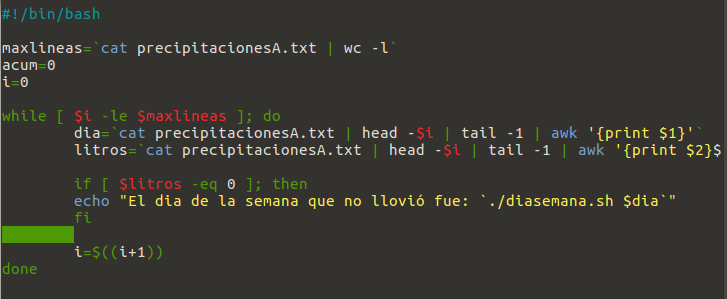 #!/bin/bash
maxlineas=`cat precipitacionesA.txt | wc -l`
acum=0
i=0
while [ $i -le $maxlineas ]; do
dia=`cat precipitacionesA.txt | head -$i | tail -1 | awk '{print $1}'`
litros=`cat precipitacionesA.txt | head -$i | tail -1 | awk '{print $2}$
if [ $litros -eq 0 ]; then
echo "El dia de la semana que no llovió fue: `./diasemana.sh $dia`"
fi
i=$((i+1))
done